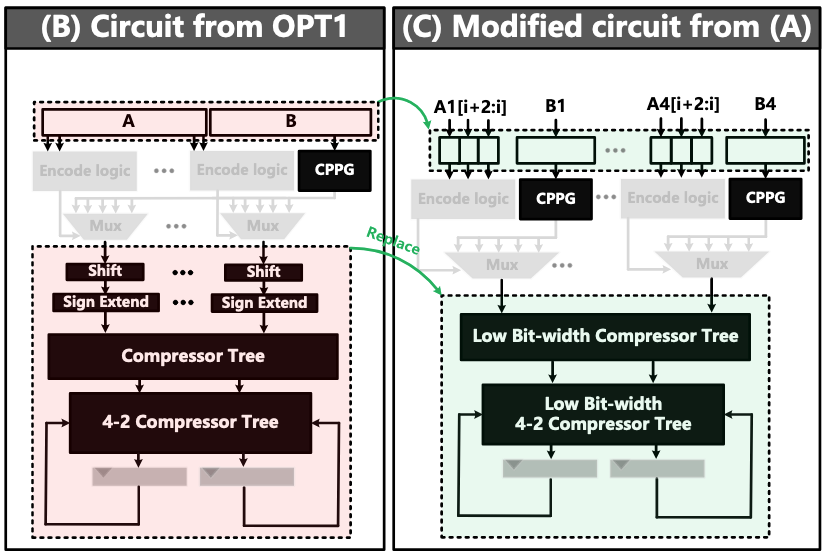 (B) Circuit from OPT1
A
B
Encode logic
...
Encode logic
CPPG
Mux
...
Mux
Shift
...
Shift
Sign Extend
...
Sign Extend
Compressor Tree
4-2 Compressor Tree
Replace
(C) Modified circuit from (A)
A1[i+2:i]
B1
A4[i+2:i]
B4
...
Encode logic
CPPG
...
Encode logic
CPPG
Mux
...
Mux
Low Bit-width Compressor Tree
Low Bit-width
4-2 Compressor Tree